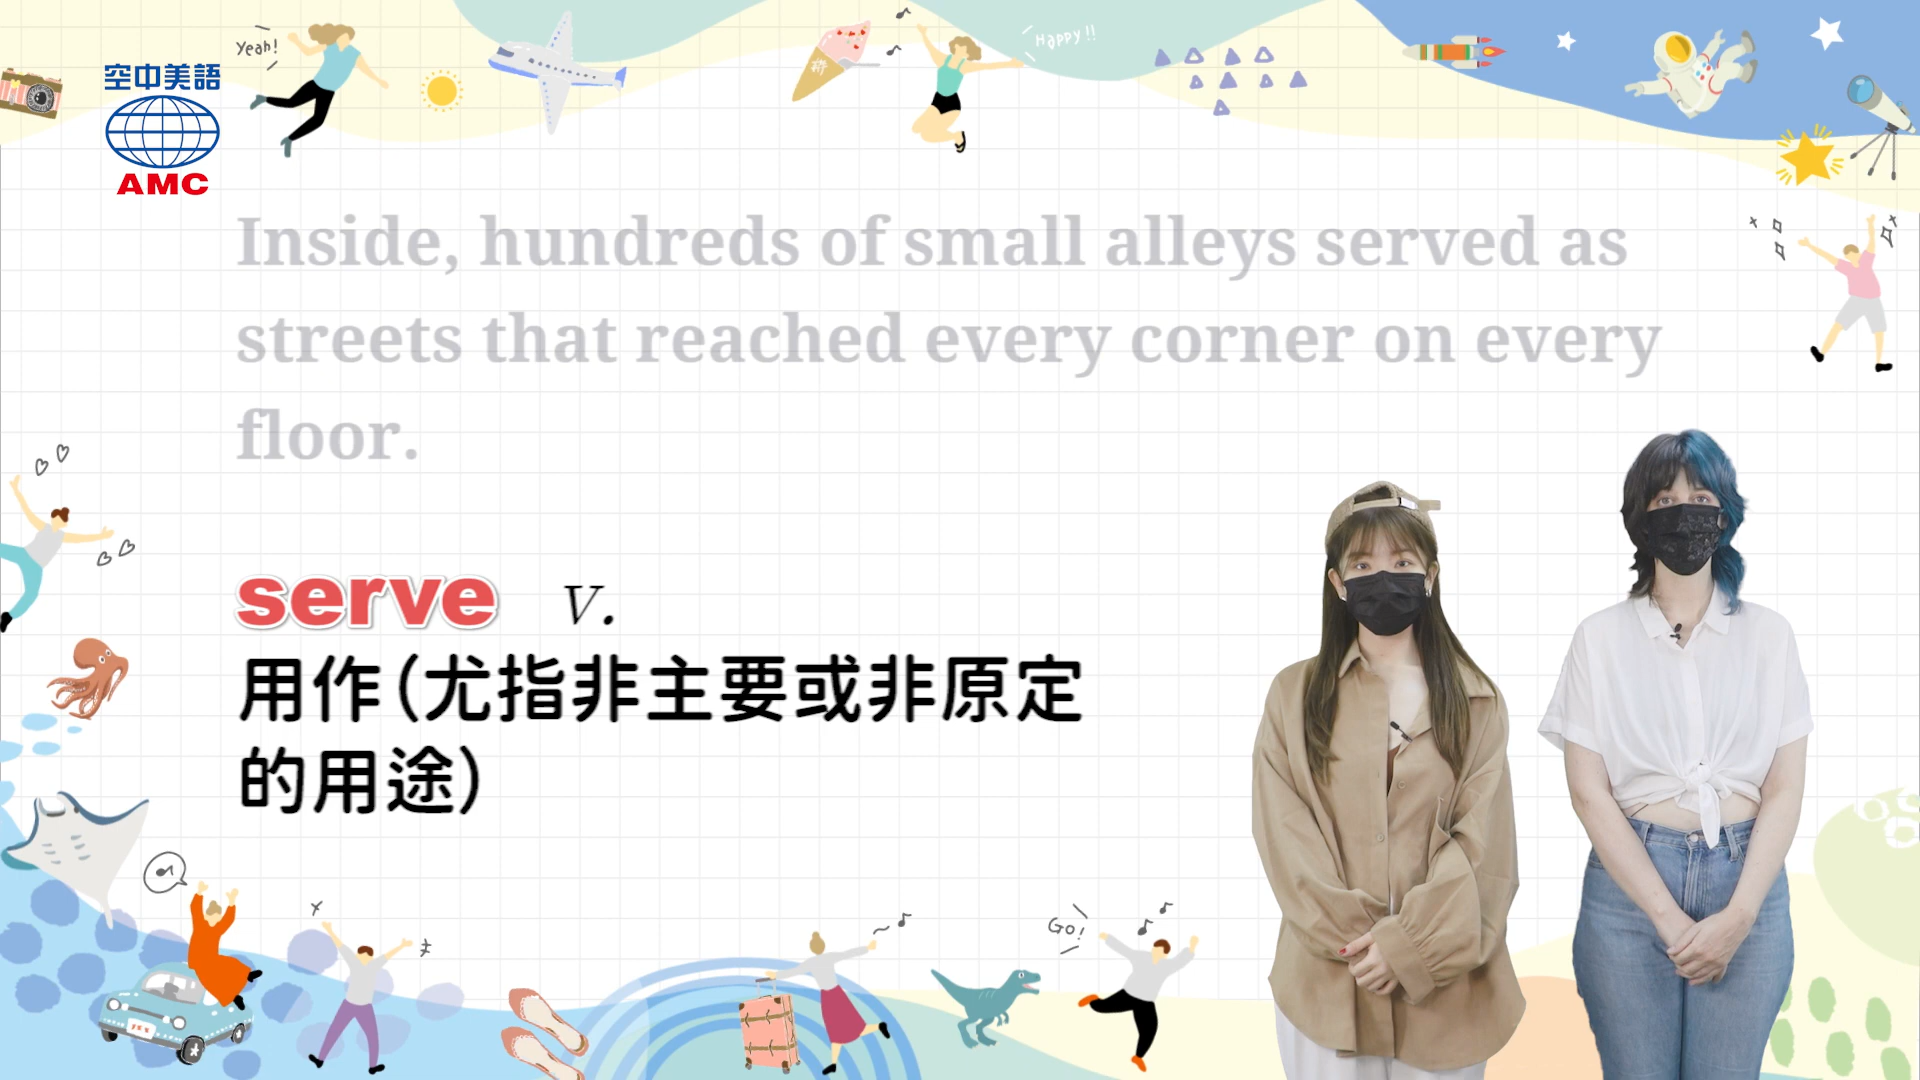 Yeah!
Happy!!
空中美語
AMC
Inside, hundreds of small alleys served as
streets that reached every corner on every
floor.
serve v.
用作(尤指非主要或非原定
的用途)
Go!